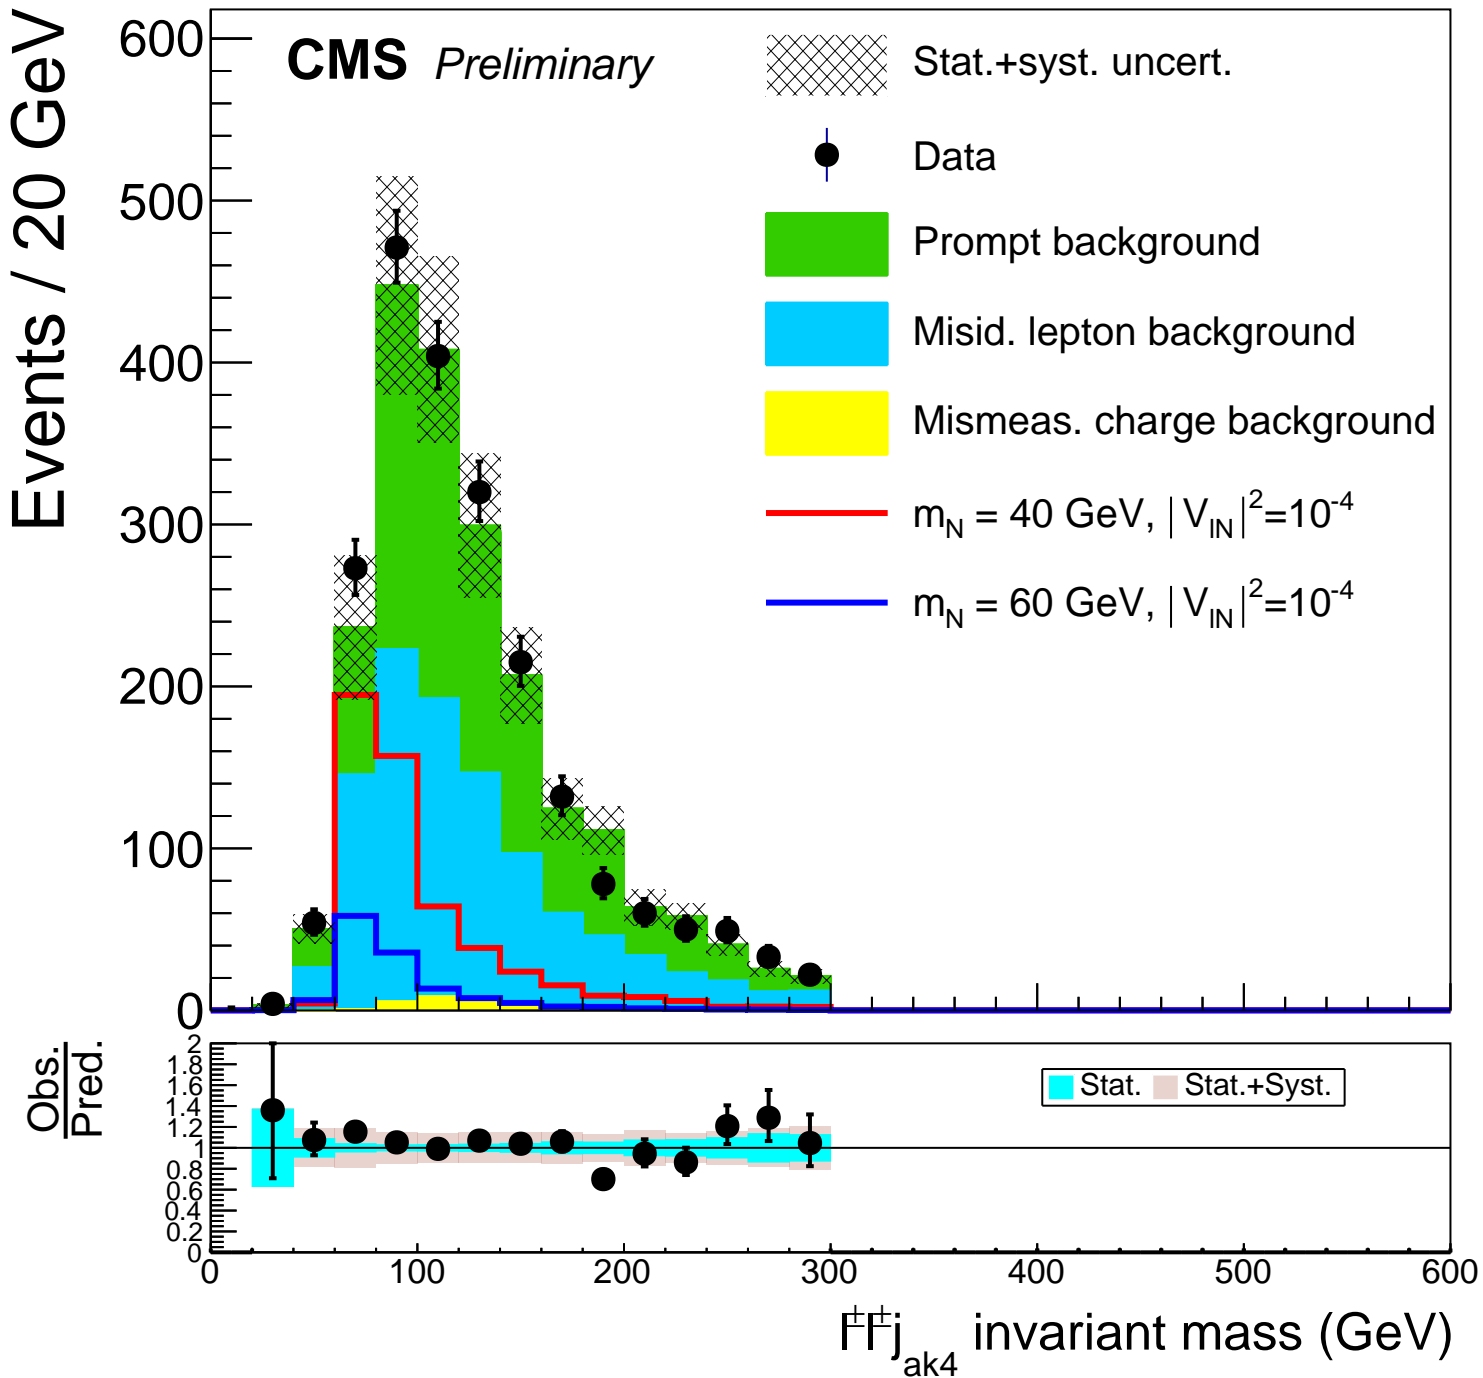 CMS Preliminary
Stat.+syst. uncert.
Data
Prompt background
Misid. lepton background
Mismeas. charge background
m_N = 40 GeV, |V_lN|^2=10^-4
m_N = 60 GeV, |V_lN|^2=10^-4
Events / 20 GeV
600
500
400
300
200
100
0
Obs.
Pred.
2
1.8
1.6
1.4
1.2
1
0.8
0.6
0.4
0.2
0
Stat. Stat.+Syst.
0 100 200 300 400 500 600
l^±l^±j_ak4 invariant mass (GeV)